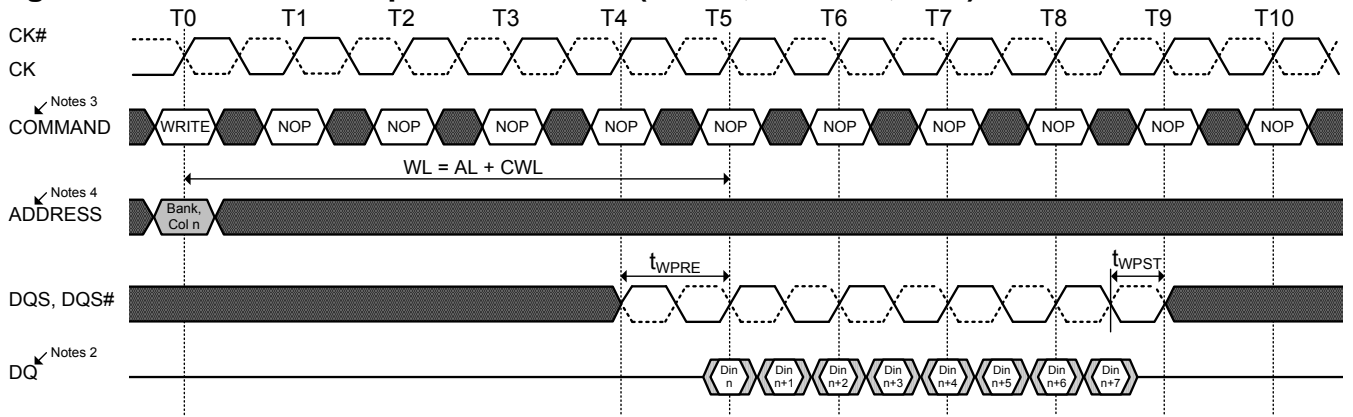 T0 T1 T2 T3 T4 T5 T6 T7 T8 T9 T10
CK#
CK
Notes 3
COMMAND WRITE NOP NOP NOP NOP NOP NOP NOP NOP NOP NOP
WL = AL + CWL
Notes 4
ADDRESS
Bank,
Col n
tWPRE tWPST
DQS, DQS#
Notes 2
DQ
Din n Din n+1 Din n+2 Din n+3 Din n+4 Din n+5 Din n+6 Din n+7